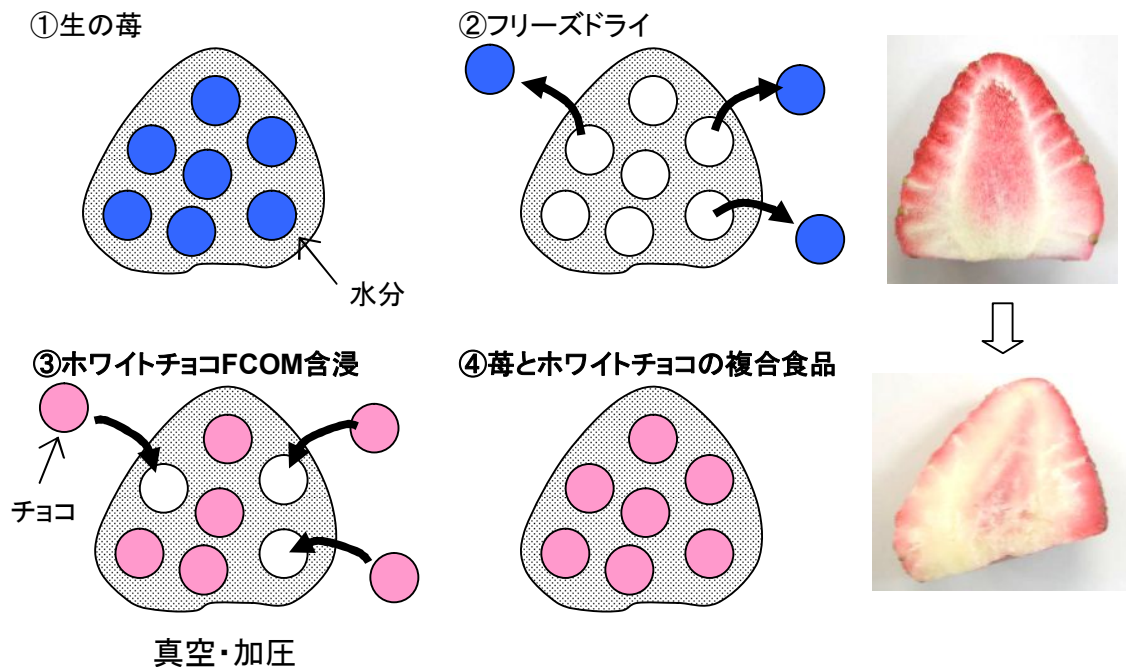 ①生の苺
②フリーズドライ
水分
③ホワイトチョコFCOM含浸
④苺とホワイトチョコの複合食品
チョコ
真空・加圧